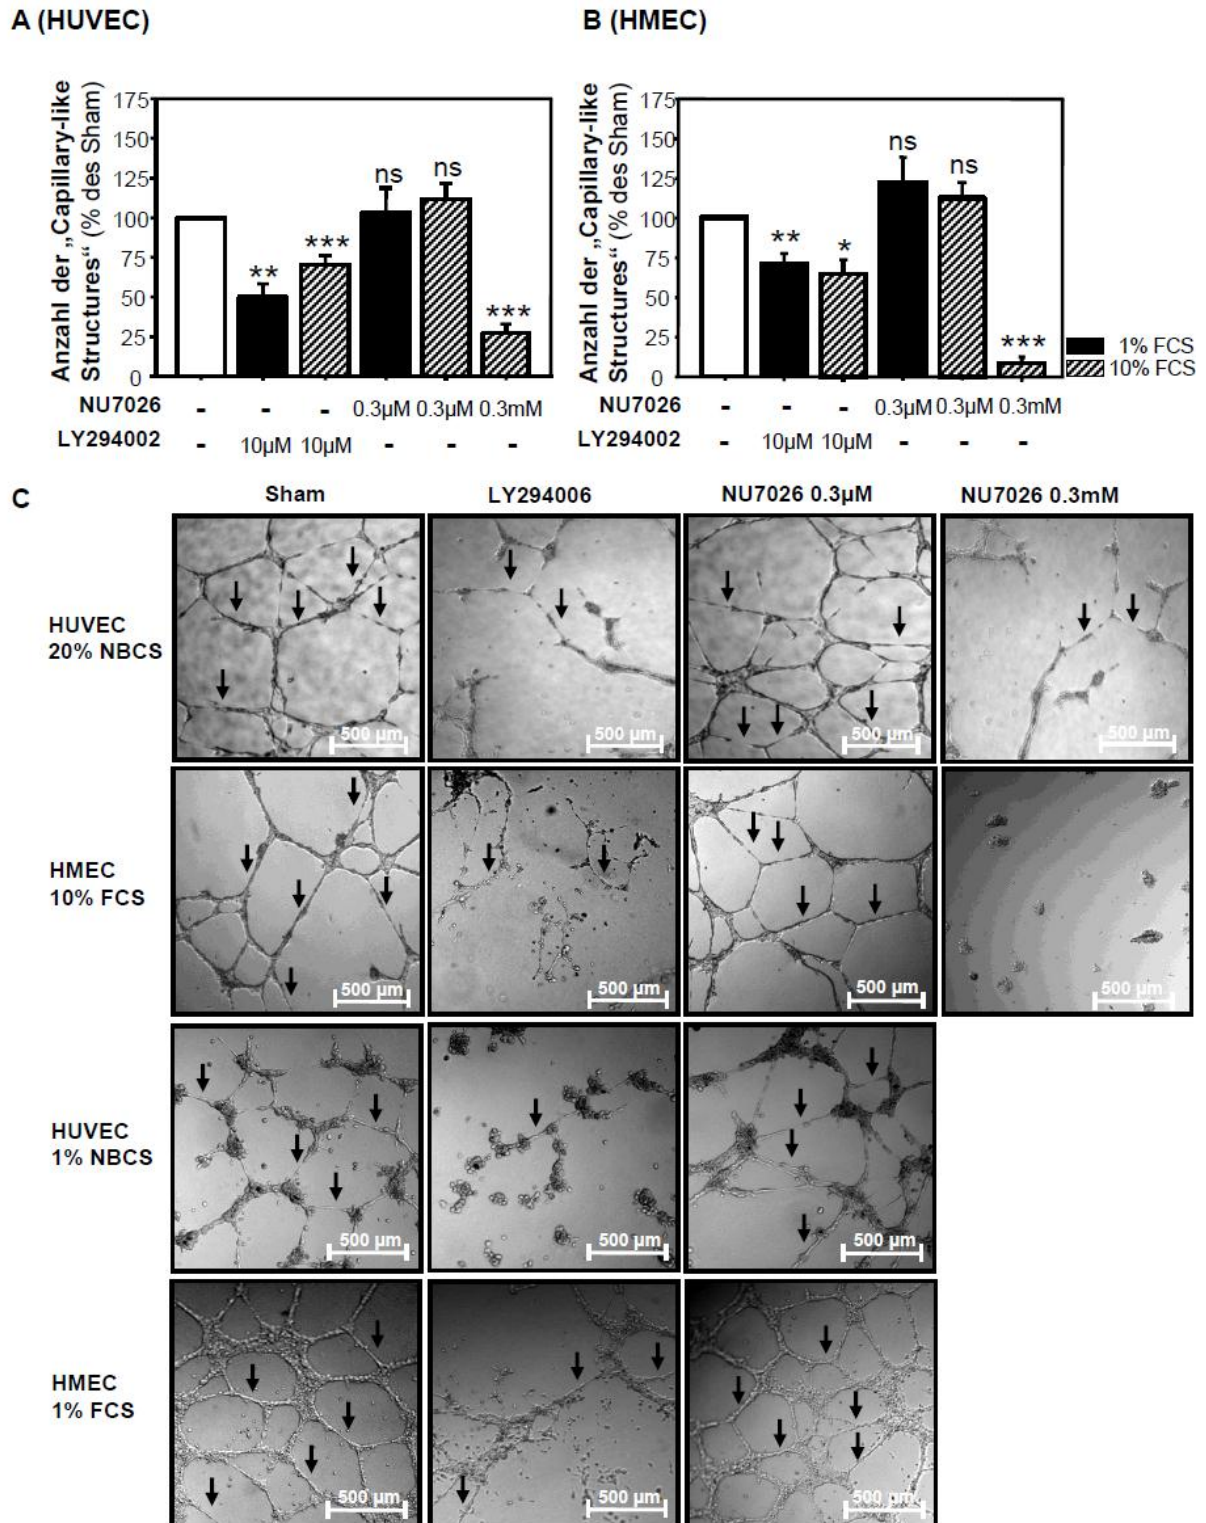 A (HUVEC)
B (HMEC)
Anzahl der „Capillary-like
Structures“ (% des Sham)
175
150
125
100
75
50
25
0
**
***
ns
ns
***
NU7026 - - - 0.3µM 0.3µM 0.3mM
LY294002 - 10µM 10µM - - -
Anzahl der „Capillary-like
Structures“ (% des Sham)
175
150
125
100
75
50
25
0
**
*
ns
ns
***
1% FCS
10% FCS
NU7026 - - - 0.3µM 0.3µM 0.3mM
LY294002 - 10µM 10µM - - -
C
Sham LY294006 NU7026 0.3µM NU7026 0.3mM
HUVEC
20% NBCS
500 µm 500 µm 500 µm 500 µm
HMEC
10% FCS
500 µm 500 µm 500 µm 500 µm
HUVEC
1% NBCS
500 µm 500 µm 500 µm
HMEC
1% FCS
500 µm 500 µm 500 µm